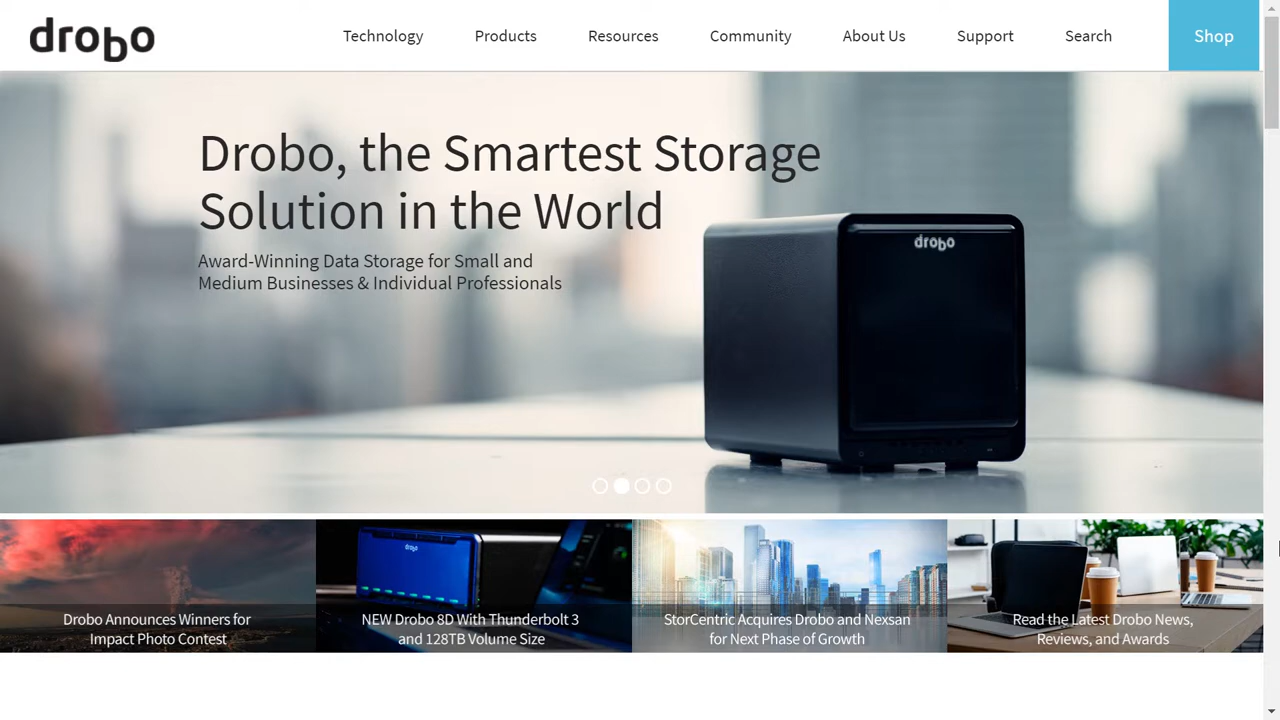 drobo
Technology
Products
Resources
Community
About Us
Support
Search
Shop
Drobo, the Smartest Storage
Solution in the World
Award-Winning Data Storage for Small and
Medium Businesses & Individual Professionals
drobo
drobo
Drobo Announces Winners for
Impact Photo Contest
NEW Drobo 8D With Thunderbolt 3
and 128TB Volume Size
StorCentric Acquires Drobo and Nexsan
for Next Phase of Growth
Read the Latest Drobo News,
Reviews, and Awards